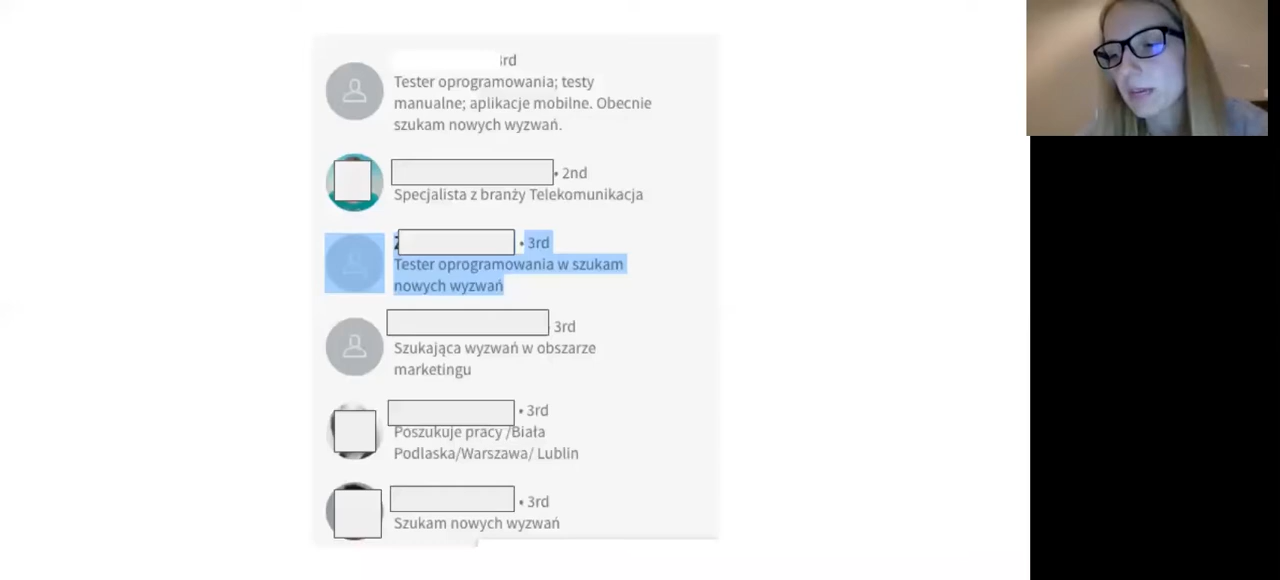 3rd
Tester oprogramowania; testy
manualne; aplikacje mobilne. Obecnie
szukam nowych wyzwań.
• 2nd
Specjalista z branży Telekomunikacja
• 3rd
Tester oprogramowania w szukam
nowych wyzwań
3rd
Szukająca wyzwań w obszarze
marketingu
• 3rd
Poszukuje pracy /Biała
Podlaska/Warszawa/ Lublin
• 3rd
Szukam nowych wyzwań